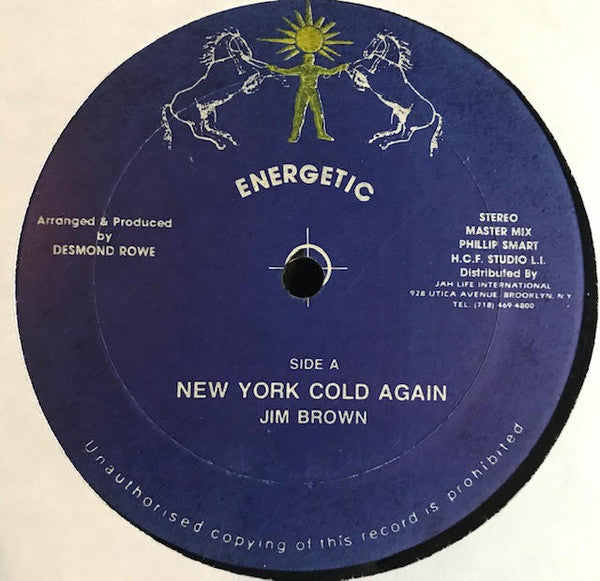 ENERGETIC
Arranged & Produced
by
DESMOND ROWE
STEREO
MASTER MIX
PHILLIP SMART
H.C.F. STUDIO L.I.
Distributed By
JAH LIFE INTERNATIONAL
928 UTICA AVENUE, BROOKLYN, N.Y.
TEL. (718) 469-4800
SIDE A
NEW YORK COLD AGAIN
JIM BROWN
Unauthorised copying of this record is prohibited